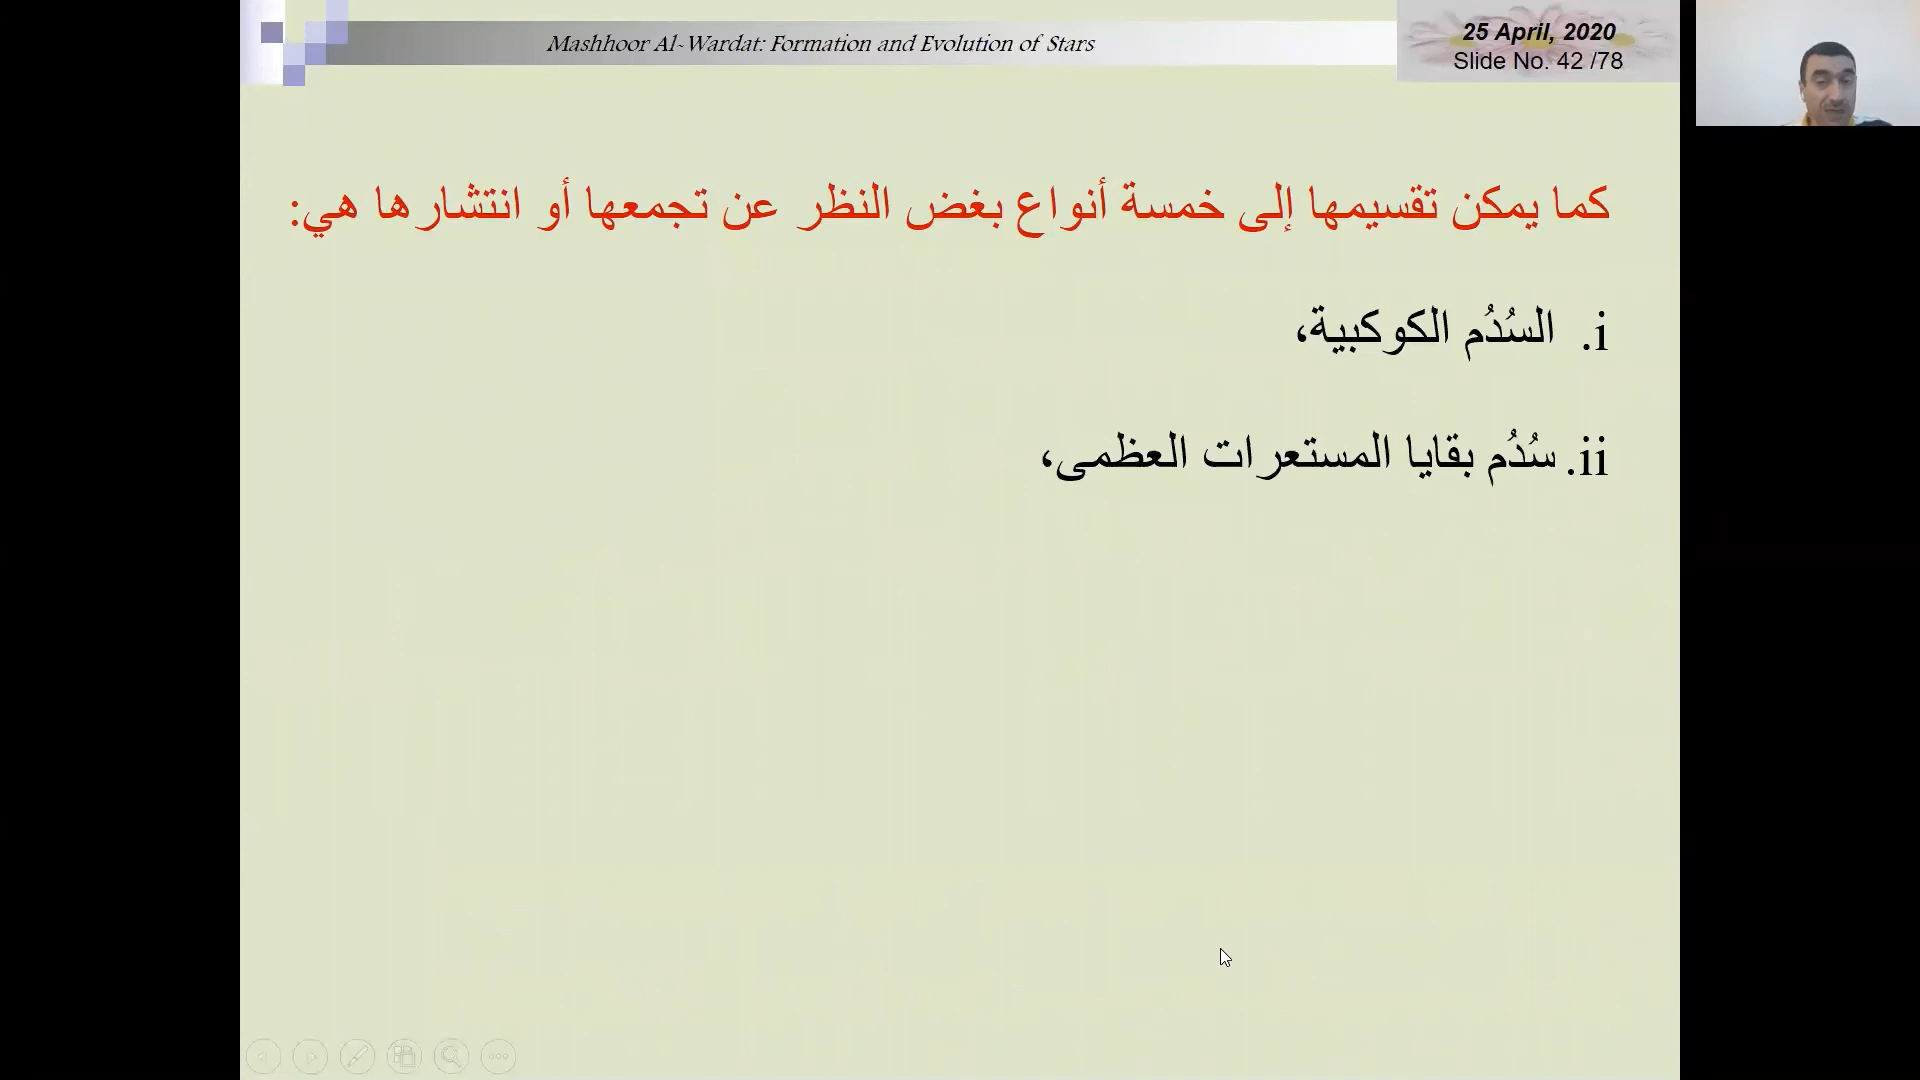 Mashhoor Al-Wardat: Formation and Evolution of Stars
25 April, 2020
Slide No. 42 /78
كما يمكن تقسيمها إلى خمسة أنواع بغض النظر عن تجمعها أو انتشارها هي:
i. السُدُم الكوكبية،
ii. سُدُم بقايا المستعرات العظمى،